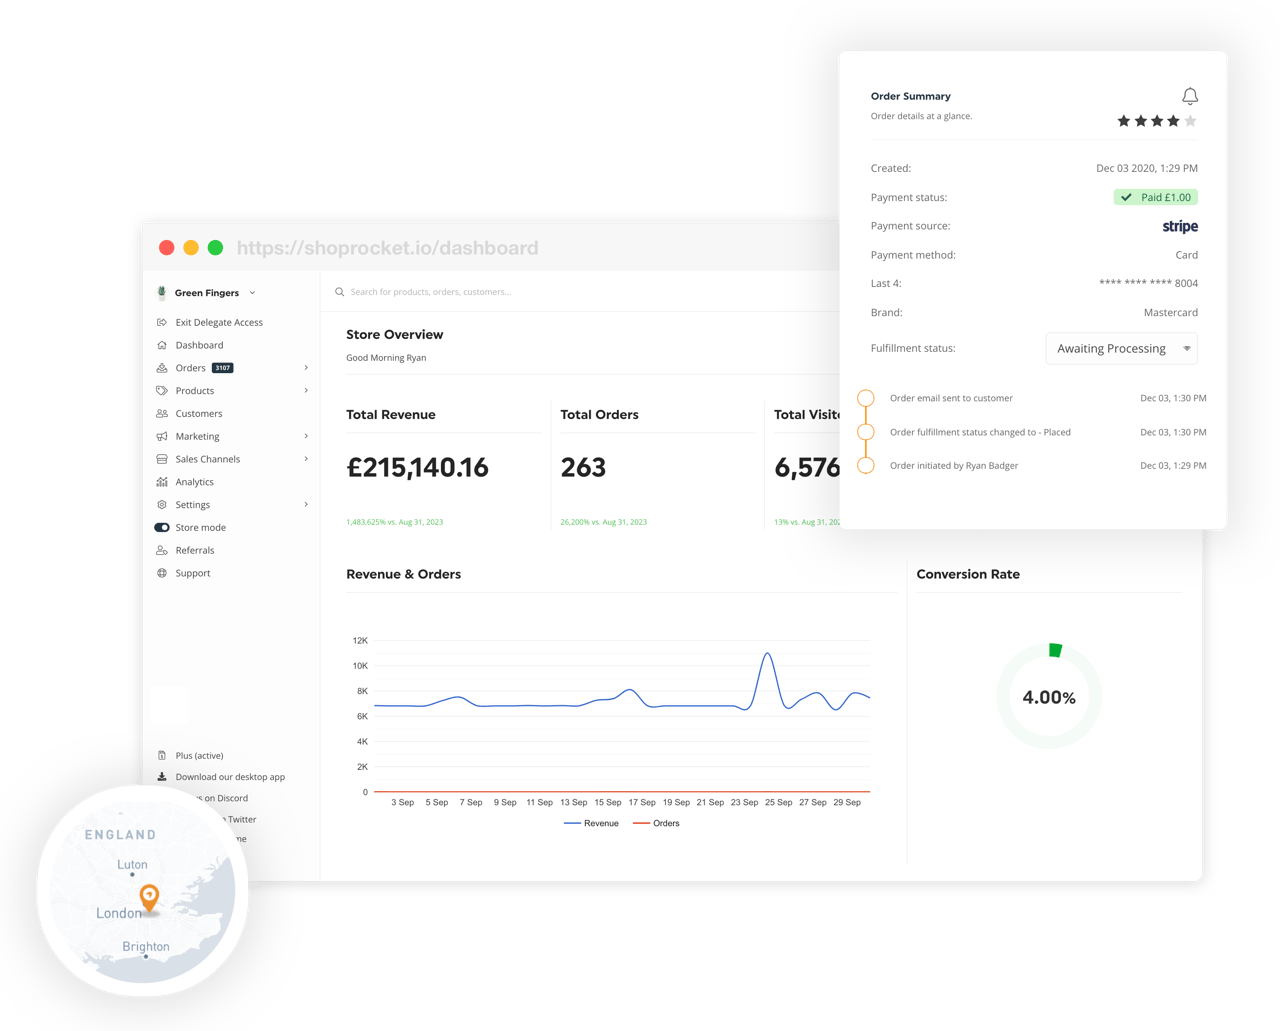 Order Summary
Order details at a glance.
Created: Dec 03 2020, 1:29 PM
Payment status: Paid £1.00
Payment source: stripe
Payment method: Card
Last 4: **** **** **** 8004
Brand: Mastercard
Fulfillment status: Awaiting Processing
Order email sent to customer Dec 03, 1:30 PM
Order fulfillment status changed to - Placed Dec 03, 1:30 PM
Order initiated by Ryan Badger Dec 03, 1:29 PM
https://shoprocket.io/dashboard
Green Fingers
Exit Delegate Access
Dashboard
Orders 3107
Products
Customers
Marketing
Sales Channels
Analytics
Settings
Store mode
Referrals
Support
Plus (active)
Download our desktop app
on Discord
Twitter
me
Search for products, orders, customers...
Store Overview
Good Morning Ryan
Total Revenue Total Orders Total Visito
£215,140.16 263 6,576
1,483,625% vs. Aug 31, 2023 26,200% vs. Aug 31, 2023 13% vs. Aug 31, 202
Revenue & Orders
12K
10K
8K
6K
4K
2K
0
3 Sep 5 Sep 7 Sep 9 Sep 11 Sep 13 Sep 15 Sep 17 Sep 19 Sep 21 Sep 23 Sep 25 Sep 27 Sep 29 Sep
Revenue Orders
Conversion Rate
4.00%
ENGLAND
Luton
London
Brighton